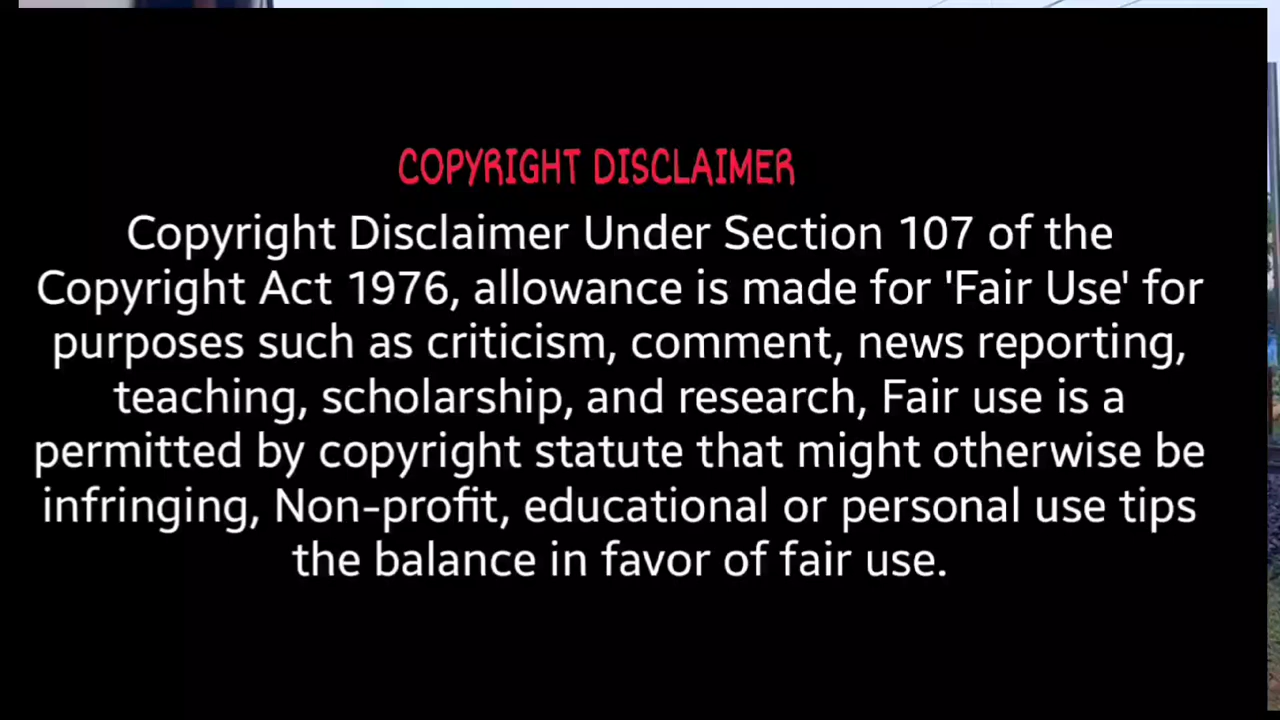 COPYRIGHT DISCLAIMER
Copyright Disclaimer Under Section 107 of the
Copyright Act 1976, allowance is made for 'Fair Use' for
purposes such as criticism, comment, news reporting,
teaching, scholarship, and research, Fair use is a
permitted by copyright statute that might otherwise be
infringing, Non-profit, educational or personal use tips
the balance in favor of fair use.